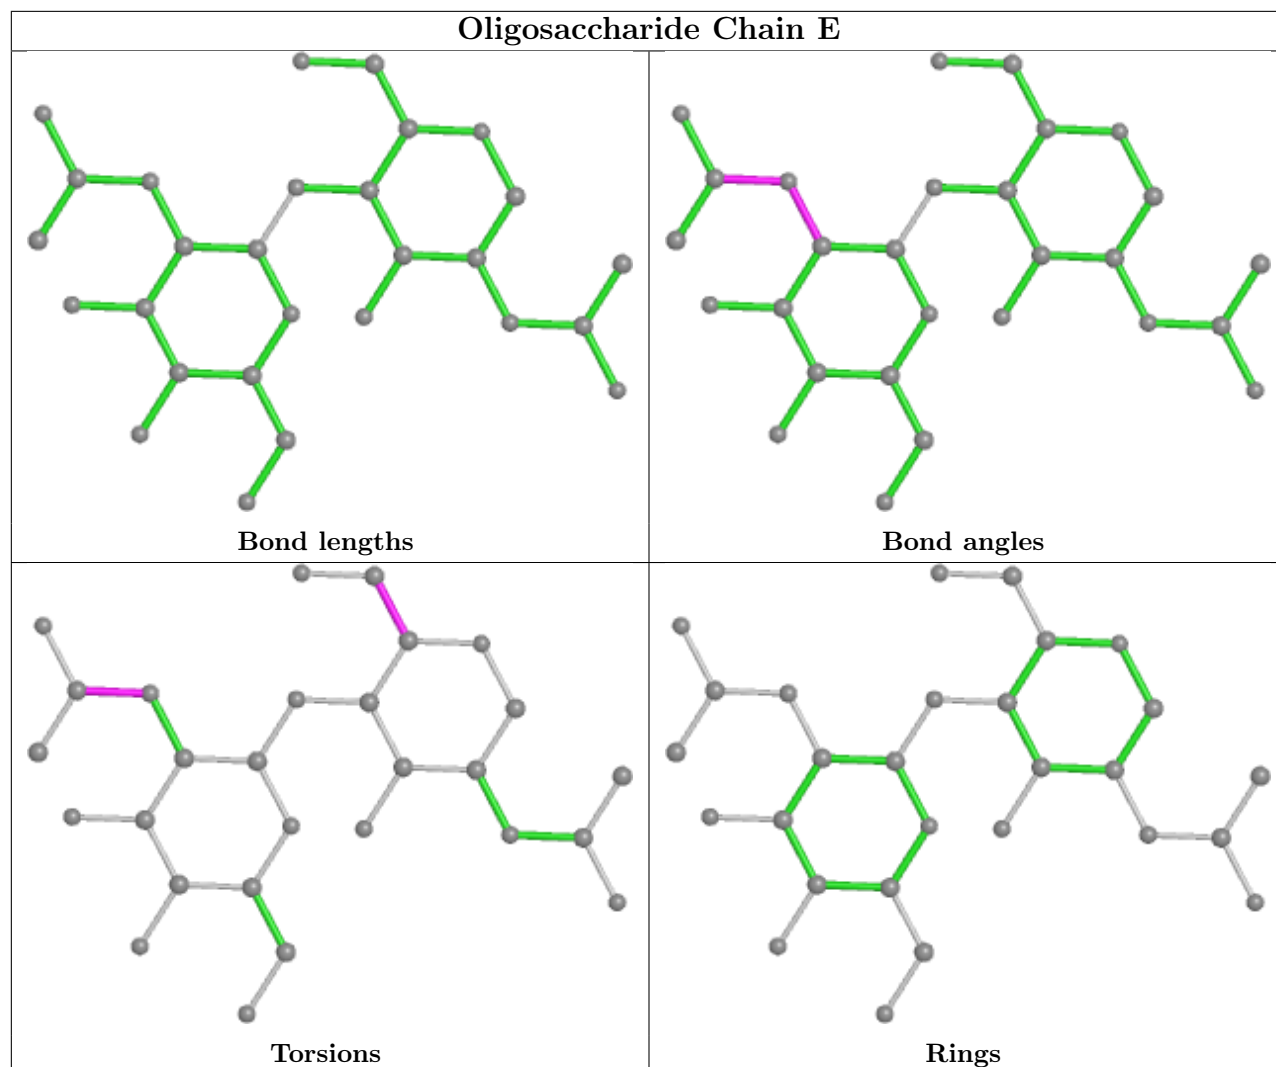 Oligosaccharide Chain E
Bond lengths
Bond angles
Torsions
Rings